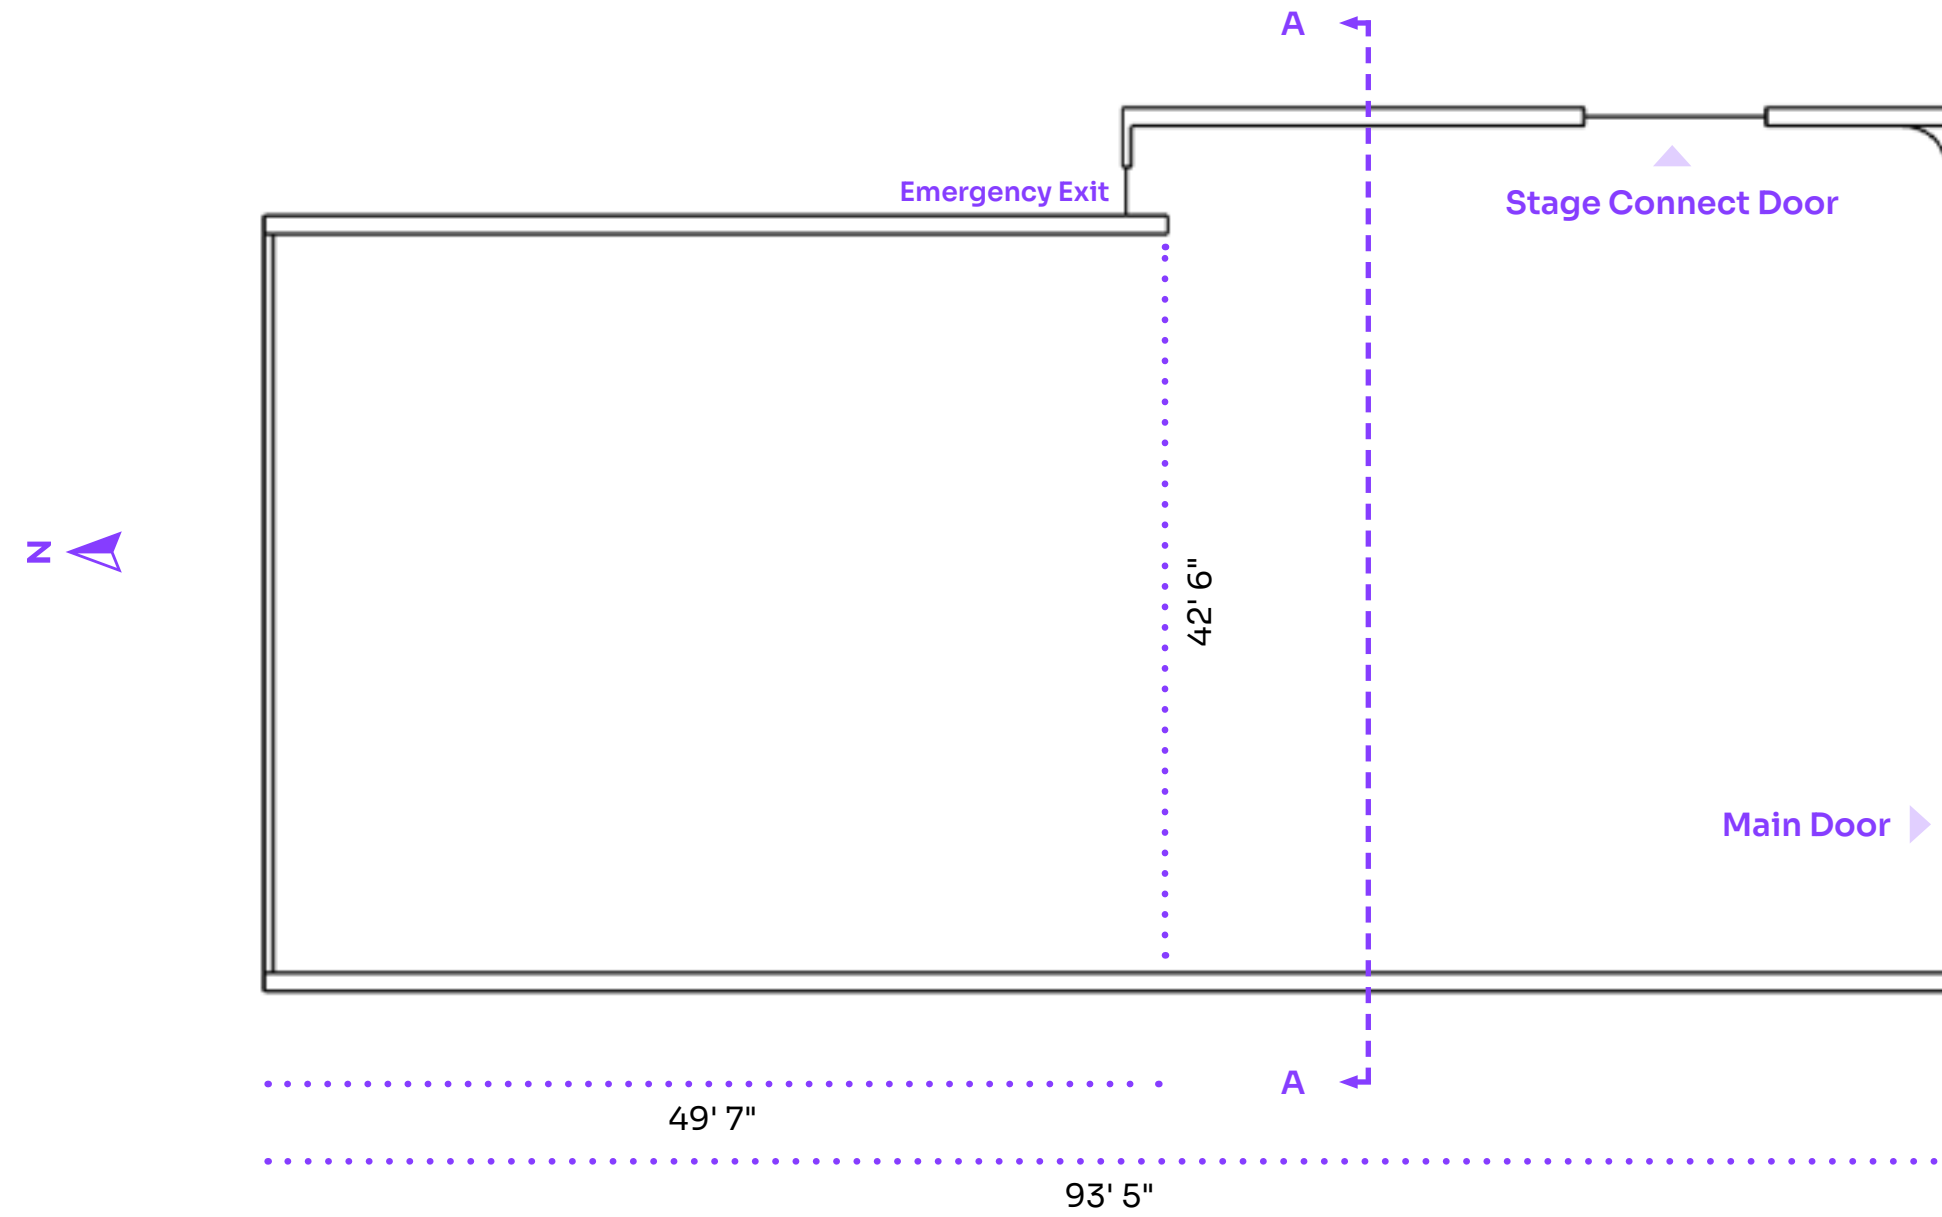 A
Emergency Exit
Stage Connect Door
N
42' 6"
Main Door
A
49' 7"
93' 5"